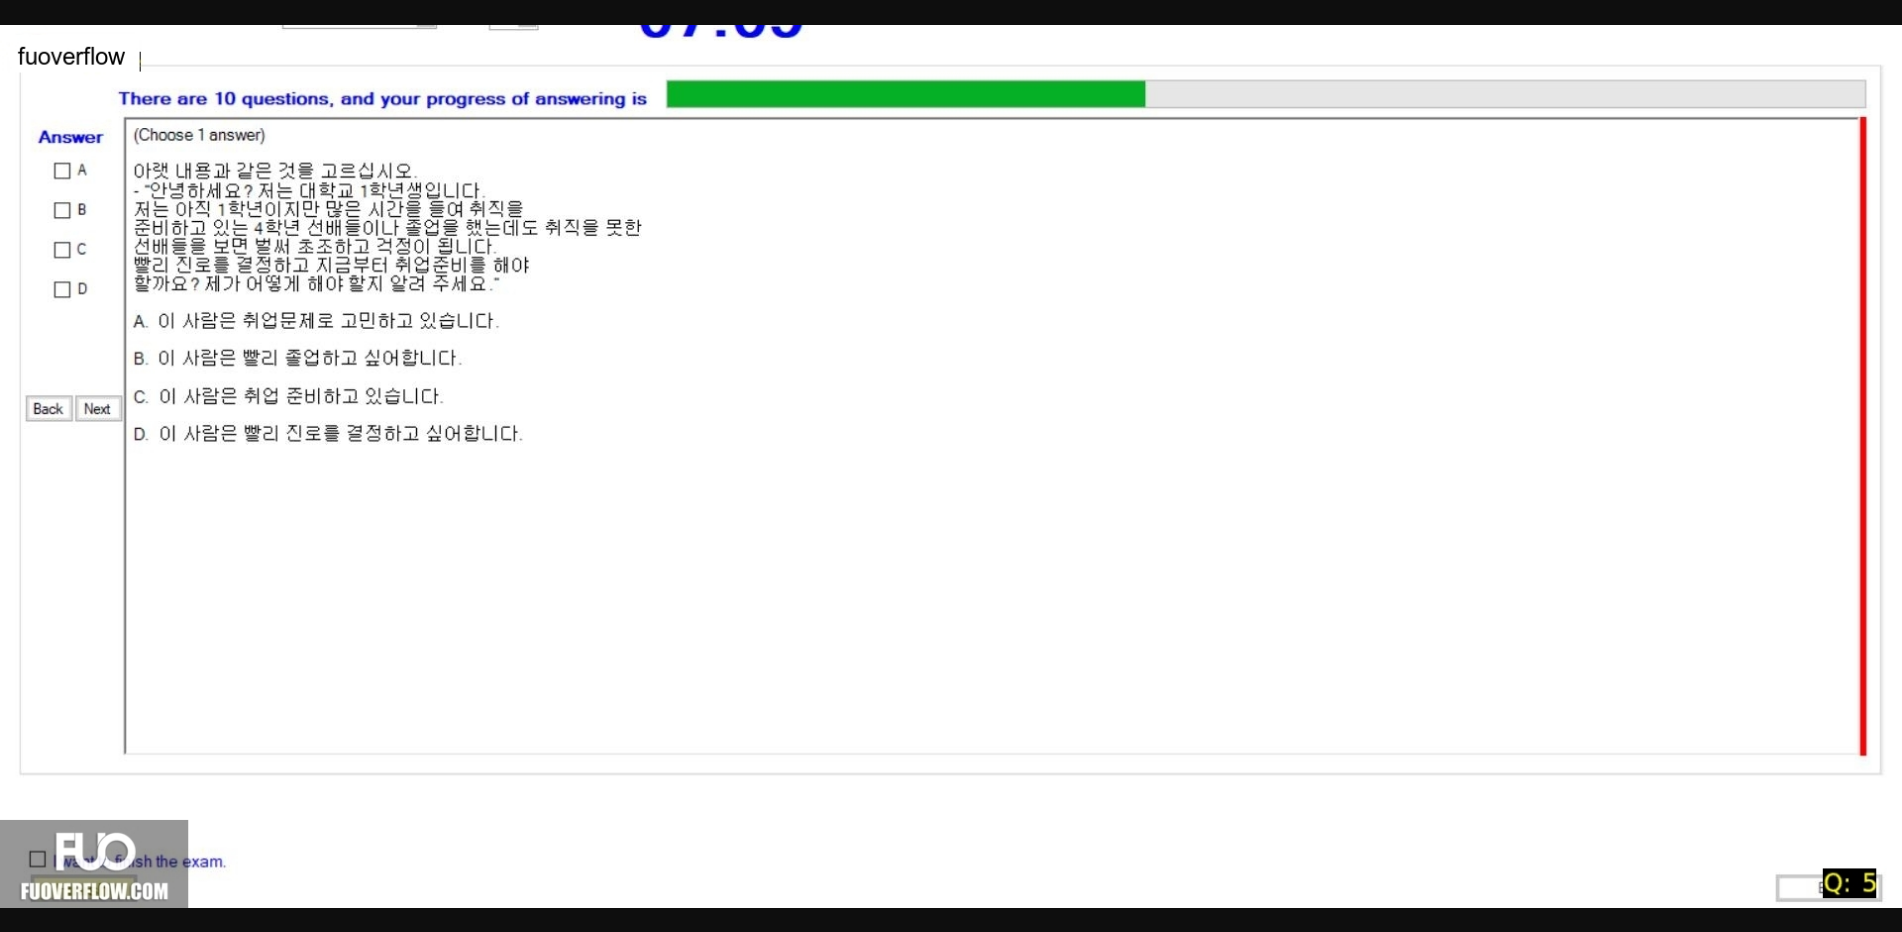 fuoverflow
There are 10 questions, and your progress of answering is
Answer
(Choose 1 answer)
A
B
C
D
아랫 내용과 같은 것을 고르십시오.
- "안녕하세요? 저는 대학교 1학년생입니다.
저는 아직 1학년이지만 많은 시간을 들여 취직을
준비하고 있는 4학년 선배들이나 졸업을 했는데도 취직을 못한
선배들을 보면 벌써 초조하고 걱정이 됩니다.
빨리 진로를 결정하고 지금부터 취업준비를 해야
할까요? 제가 어떻게 해야 할지 알려 주세요."
A. 이 사람은 취업문제로 고민하고 있습니다.
B. 이 사람은 빨리 졸업하고 싶어합니다.
C. 이 사람은 취업 준비하고 있습니다.
D. 이 사람은 빨리 진로를 결정하고 싶어합니다.
Back Next
FUO
the exam.
FUOVERFLOW.COM
Q: 5